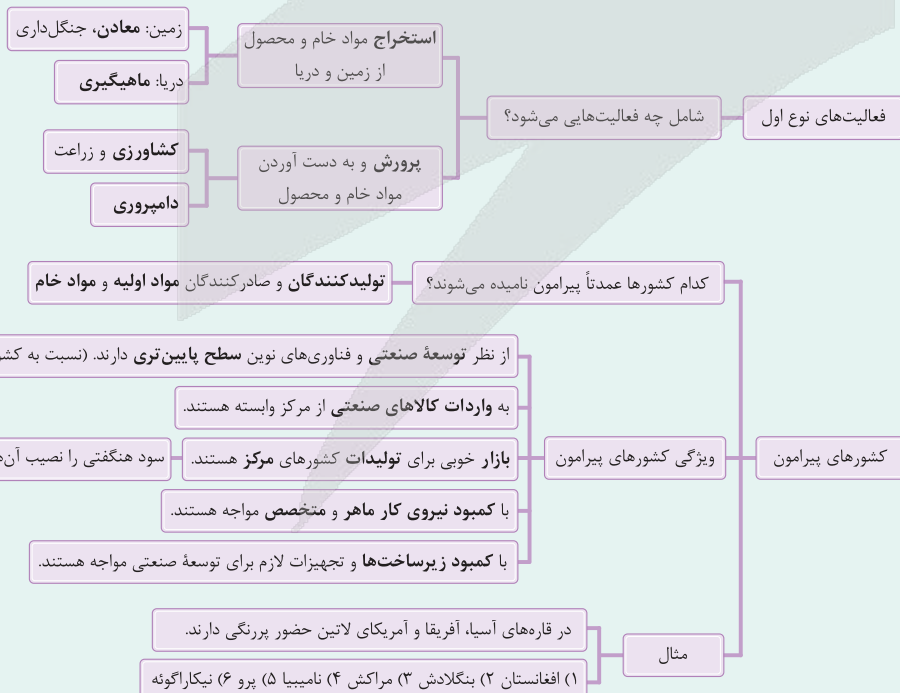 فعالیت‌های نوع اول
شامل چه فعالیت‌هایی می‌شود؟
استخراج مواد خام و محصول
از زمین و دریا
زمین: معادن، جنگل‌داری
دریا: ماهیگیری
پرورش و به دست آوردن
مواد خام و محصول
کشاورزی و زراعت
دامپروری
کشورهای پیرامون
کدام کشورها عمدتاً پیرامون نامیده می‌شوند؟
تولیدکنندگان و صادرکنندگان مواد اولیه و مواد خام
ویژگی کشورهای پیرامون
از نظر توسعهٔ صنعتی و فناوری‌های نوین سطح پایین‌تری دارند. (نسبت به
به واردات کالاهای صنعتی از مرکز وابسته هستند.
بازار خوبی برای تولیدات کشورهای مرکز هستند.
سود هنگفتی را نصیب
با کمبود نیروی کار ماهر و متخصص مواجه هستند.
با کمبود زیرساخت‌ها و تجهیزات لازم برای توسعهٔ صنعتی مواجه هستند.
مثال
در قاره‌های آسیا، آفریقا و آمریکای لاتین حضور پررنگی دارند.
۱) افغانستان ۲) بنگلادش ۳) مراکش ۴) نامیبیا ۵) پرو ۶) نیکاراگوئه